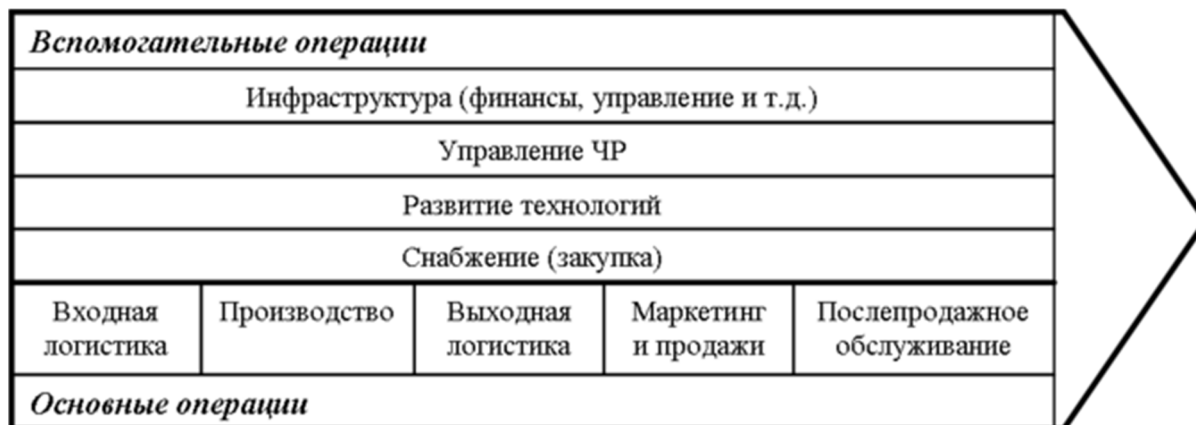 Вспомогательные операции
Инфраструктура (финансы, управление и т.д.)
Управление ЧР
Развитие технологий
Снабжение (закупка)
Входная
логистика
Производство
Выходная
логистика
Маркетинг
и продажи
Послепродажное
обслуживание
Основные операции